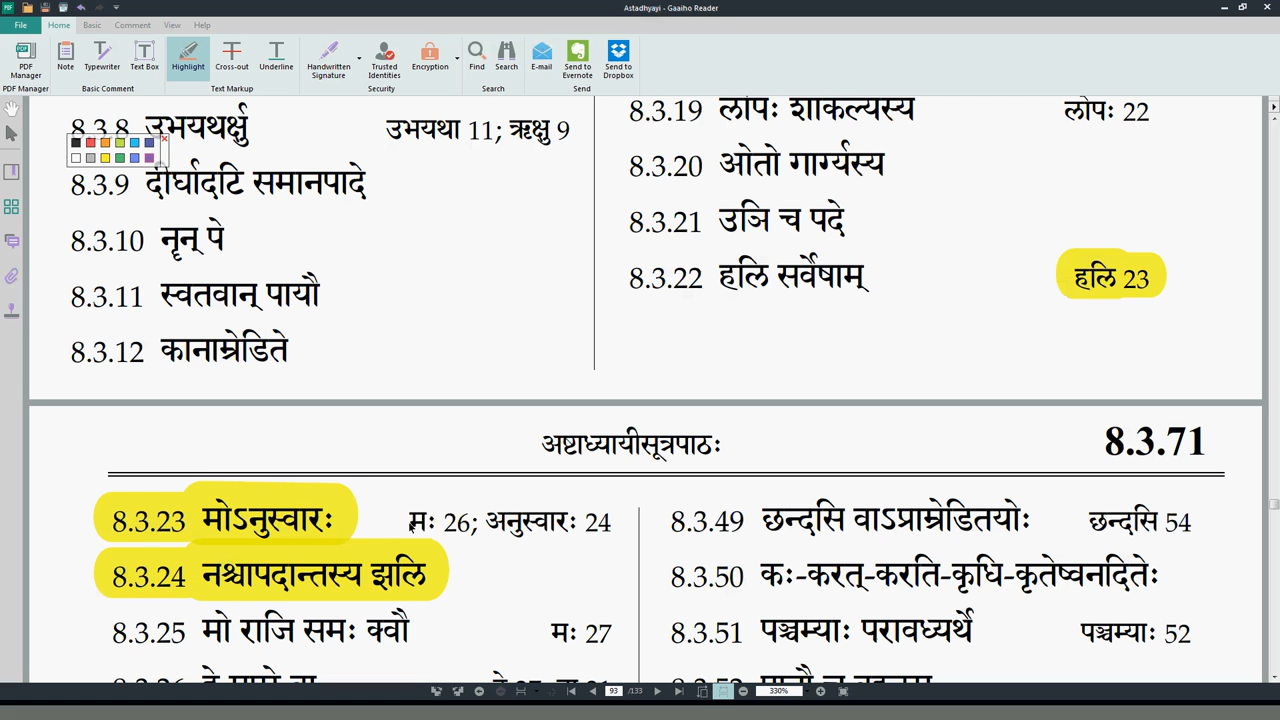 Astadhyayi - Gaaiho Reader
File Home Basic Comment View Help
PDF Manager Note Typewriter Text Box Highlight Cross-out Underline Handwritten Signature Trusted Identities Encryption Find Search E-mail Send to Evernote Send to Dropbox
PDF Manager Basic Comment Text Markup Security Search Send
8.3.8 उभयथर्क्षु उभयथा 11; ऋक्षु 9
8.3.9 दीर्घादटि समानपादे
8.3.10 नॄन् पे
8.3.11 स्वतवान् पायौ
8.3.12 कानाम्रेडिते
8.3.19 लोपः शाकल्यस्य लोपः 22
8.3.20 ओतो गार्ग्यस्य
8.3.21 उञि च पदे
8.3.22 हलि सर्वेषाम् हलि 23
अष्टाध्यायीसूत्रपाठः 8.3.71
8.3.23 मोऽनुस्वारः मः 26; अनुस्वारः 24
8.3.24 नश्चापदान्तस्य झलि
8.3.25 मो राजि समः क्वौ मः 27
8.3.49 छन्दसि वाऽप्राम्रेडितयोः छन्दसि 54
8.3.50 कः-करत्-करति-कृधि-कृतेष्वनदितेः
8.3.51 पञ्चम्याः परावध्यर्थे पञ्चम्याः 52
93 /133 330%